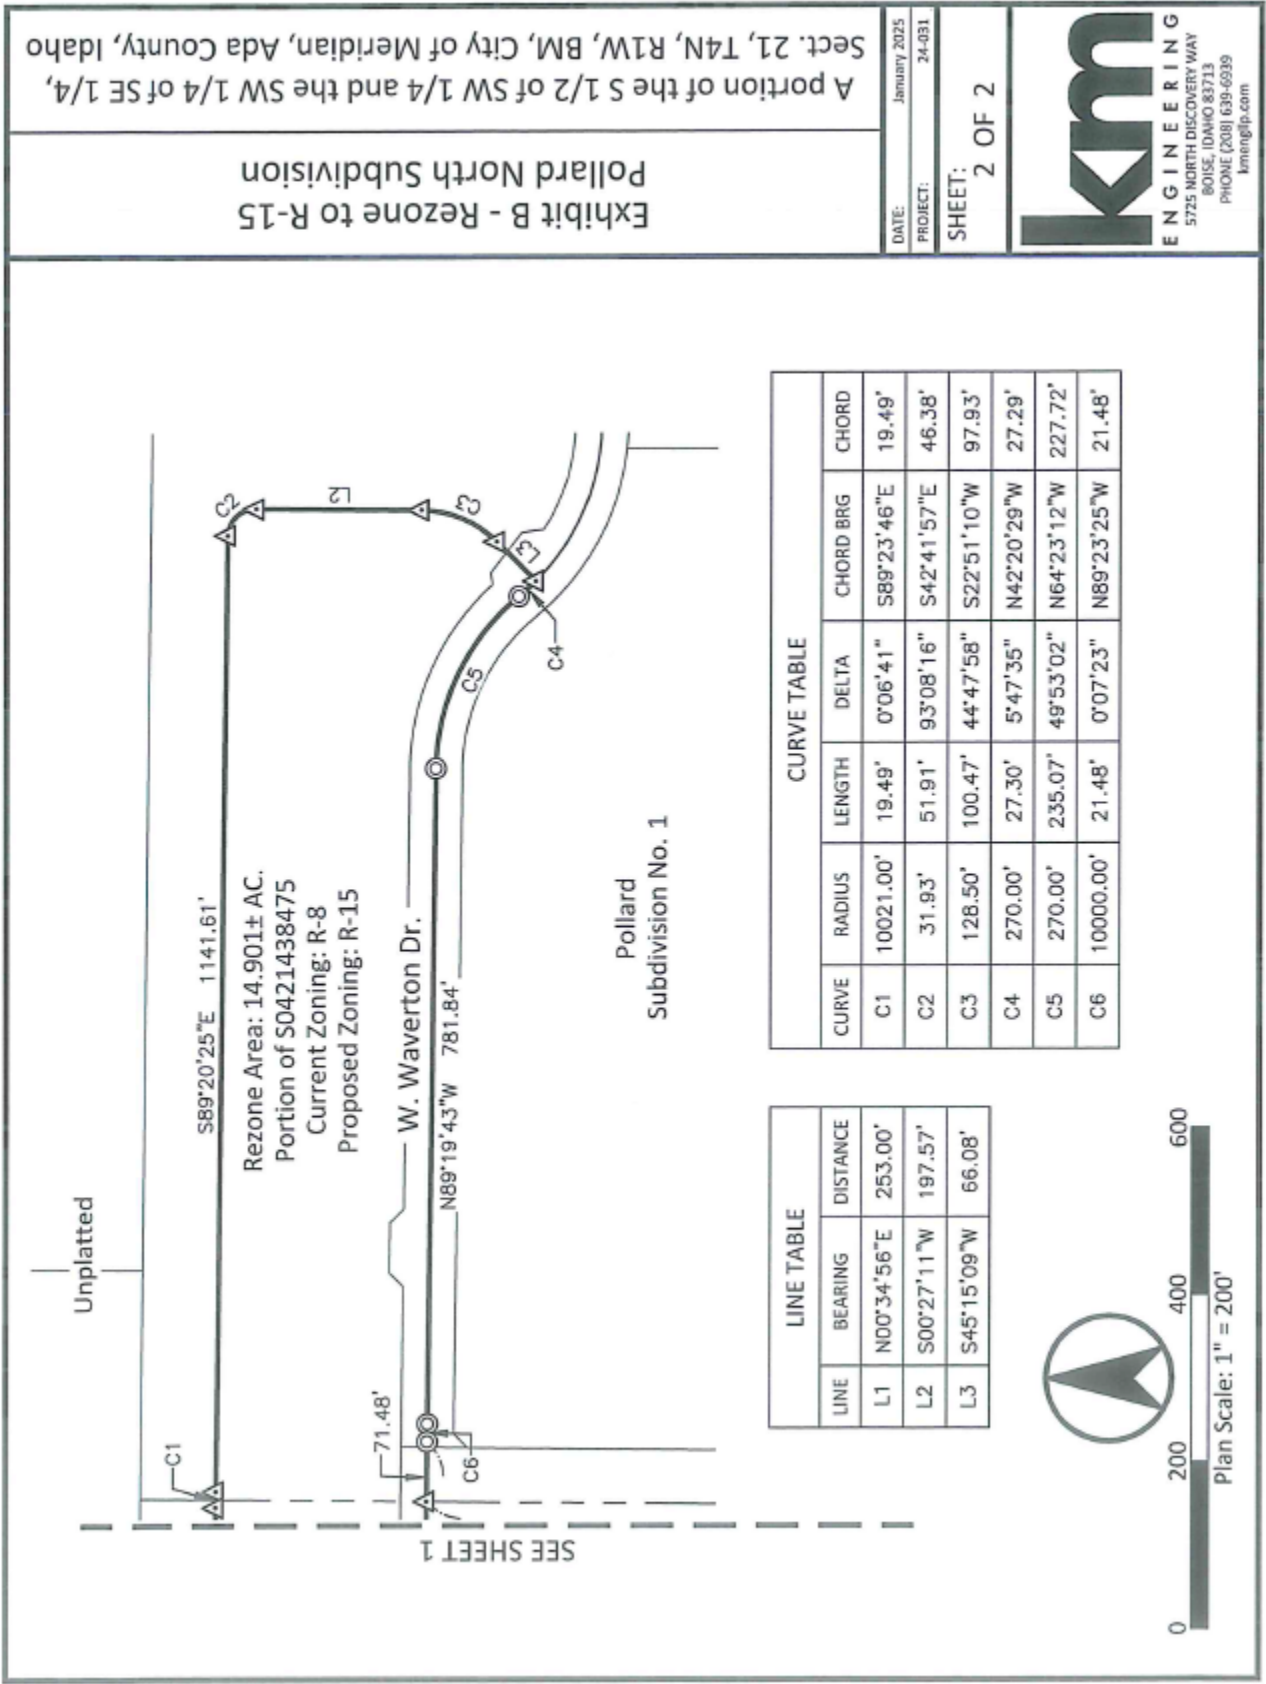 Unplatted
S89°20'25"E 1141.61'
C1
C2
L2
C3
L3
Rezone Area: 14.901± AC.
Portion of S0421438475
Current Zoning: R-8
Proposed Zoning: R-15
W. Waverton Dr.
71.48'
N89°19'43"W 781.84'
C5
C4
C6
SEE SHEET 1
Pollard
Subdivision No. 1
LINE TABLE
LINE BEARING DISTANCE
L1 N00°34'56"E 253.00'
L2 S00°27'11"W 197.57'
L3 S45°15'09"W 66.08'
CURVE TABLE
CURVE RADIUS LENGTH DELTA CHORD BRG CHORD
C1 10021.00' 19.49' 0°06'41" S89°23'46"E 19.49'
C2 31.93' 51.91' 93°08'16" S42°41'57"E 46.38'
C3 128.50' 100.47' 44°47'58" S22°51'10"W 97.93'
C4 270.00' 27.30' 5°47'35" N42°20'29"W 27.29'
C5 270.00' 235.07' 49°53'02" N64°23'12"W 227.72'
C6 10000.00' 21.48' 0°07'23" N89°23'25"W 21.48'
0 200 400 600
Plan Scale: 1" = 200'
Exhibit B - Rezone to R-15
Pollard North Subdivision
A portion of the S 1/2 of SW 1/4 and the SW 1/4 of SE 1/4,
Sect. 21, T4N, R1W, BM, City of Meridian, Ada County, Idaho
DATE: January 2025
PROJECT: 24-031
SHEET:
2 OF 2
km
ENGINEERING
5725 NORTH DISCOVERY WAY
BOISE, IDAHO 83713
PHONE (208) 639-6939
kmengllp.com